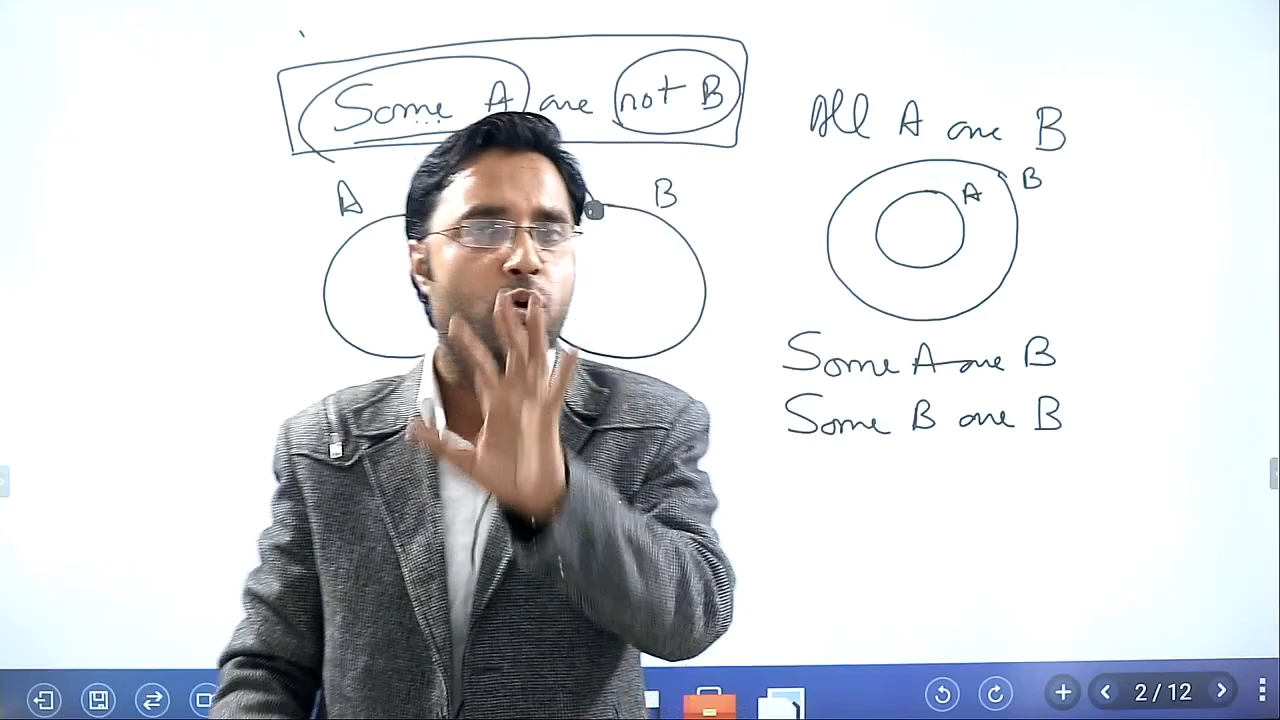 Some A are not B
A
B
All A are B
A
B
Some A are B
Some B are B
2 / 12